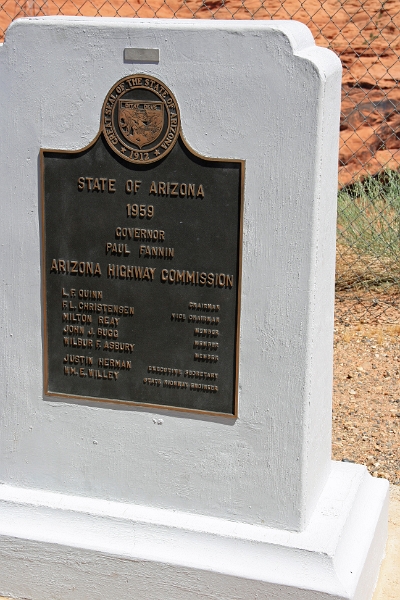 GREAT SEAL OF THE STATE OF ARIZONA
DITAT DEUS
1912
STATE OF ARIZONA
1959
GOVERNOR
PAUL FANNIN
ARIZONA HIGHWAY COMMISSION
L. F. QUINN CHAIRMAN
F. L. CHRISTENSEN VICE CHAIRMAN
MILTON REAY MEMBER
JOHN J. BUGG MEMBER
WILBUR F. ASBURY MEMBER
JUSTIN HERMAN EXECUTIVE SECRETARY
WM. E. WILLEY STATE HIGHWAY ENGINEER